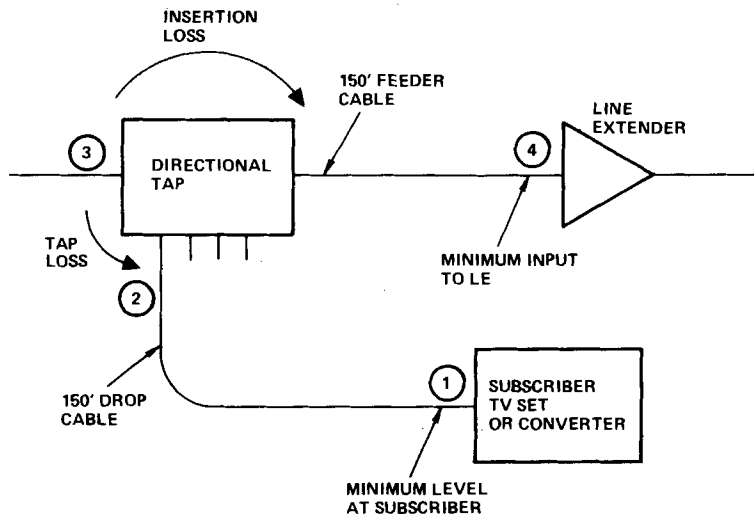 INSERTION
LOSS
150' FEEDER
CABLE
LINE
EXTENDER
3
DIRECTIONAL
TAP
4
TAP
LOSS
MINIMUM INPUT
TO LE
2
150' DROP
CABLE
1
SUBSCRIBER
TV SET
OR CONVERTER
MINIMUM LEVEL
AT SUBSCRIBER